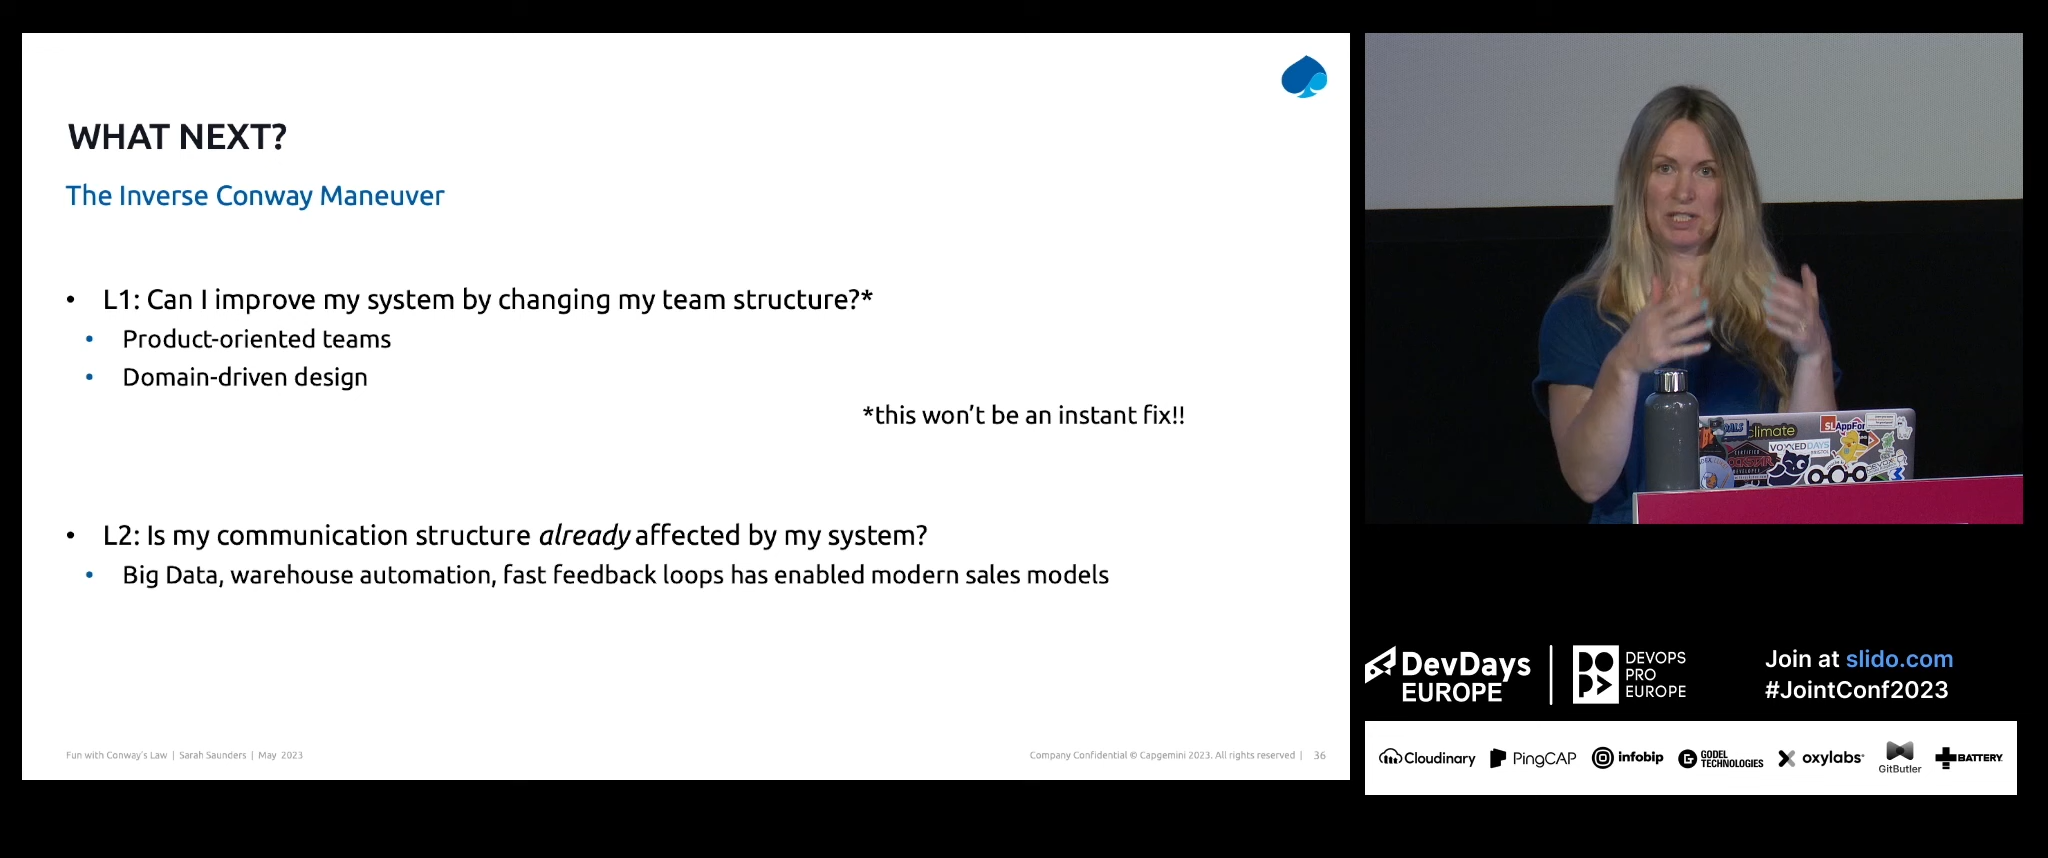 WHAT NEXT?
The Inverse Conway Maneuver
• L1: Can I improve my system by changing my team structure?*
• Product-oriented teams
• Domain-driven design
*this won't be an instant fix!!
• L2: Is my communication structure already affected by my system?
• Big Data, warehouse automation, fast feedback loops has enabled modern sales models
Fun with Conway's Law | Sarah Saunders | May 2023
Company Confidential © Capgemini 2023. All rights reserved | 36
climate
VOXXEDDAYS
DevDays
EUROPE
DEVOPS
PRO
EUROPE
Join at slido.com
#JointConf2023
Cloudinary
PingCAP
infobip
GODEL
TECHNOLOGIES
oxylabs
GitButler
BATTERY